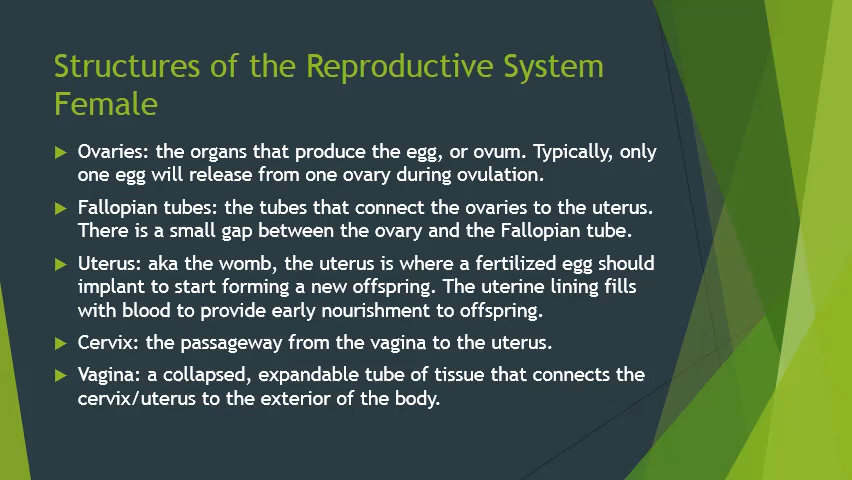 Structures of the Reproductive System
Female
Ovaries: the organs that produce the egg, or ovum. Typically, only
one egg will release from one ovary during ovulation.
Fallopian tubes: the tubes that connect the ovaries to the uterus.
There is a small gap between the ovary and the Fallopian tube.
Uterus: aka the womb, the uterus is where a fertilized egg should
implant to start forming a new offspring. The uterine lining fills
with blood to provide early nourishment to offspring.
Cervix: the passageway from the vagina to the uterus.
Vagina: a collapsed, expandable tube of tissue that connects the
cervix/uterus to the exterior of the body.